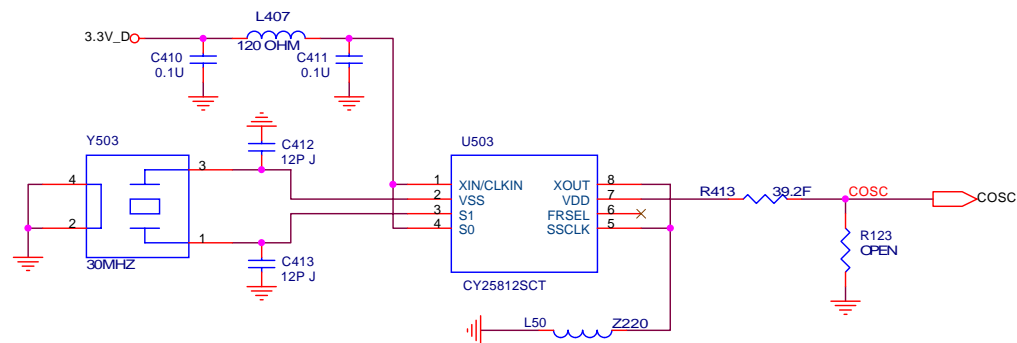 L407
3.3V_D
120 OHM
C410
0.1U
C411
0.1U
Y503
C412
12P J
U503
3
4
2
1
30MHZ
C413
12P J
1
2
3
4
XIN/CLKIN
VSS
S1
S0
XOUT
VDD
FRSEL
SSCLK
8
7
6
5
CY25812SCT
R413
39.2F
COSC
COSC
R123
OPEN
L50
Z220